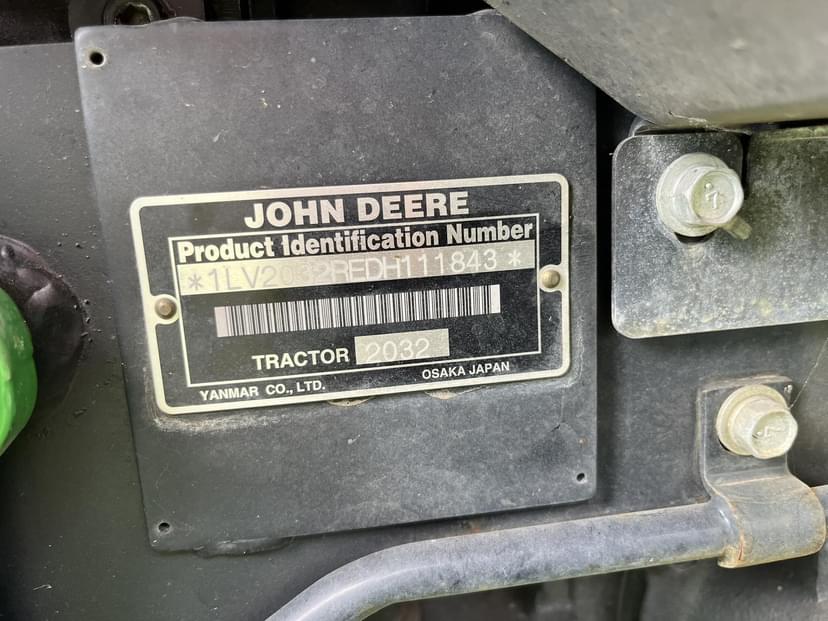 JOHN DEERE
Product Identification Number
*1LV2032REDH111843*
TRACTOR 2032
YANMAR CO., LTD. OSAKA JAPAN